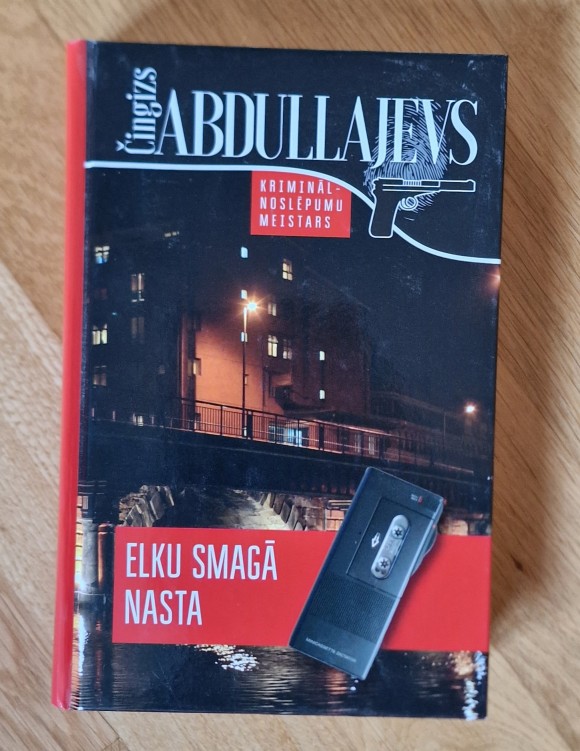 Čingizs
ABDULLAJEVS
KRIMINĀL-
NOSLĒPUMU
MEISTARS
ELKU SMAGĀ
NASTA